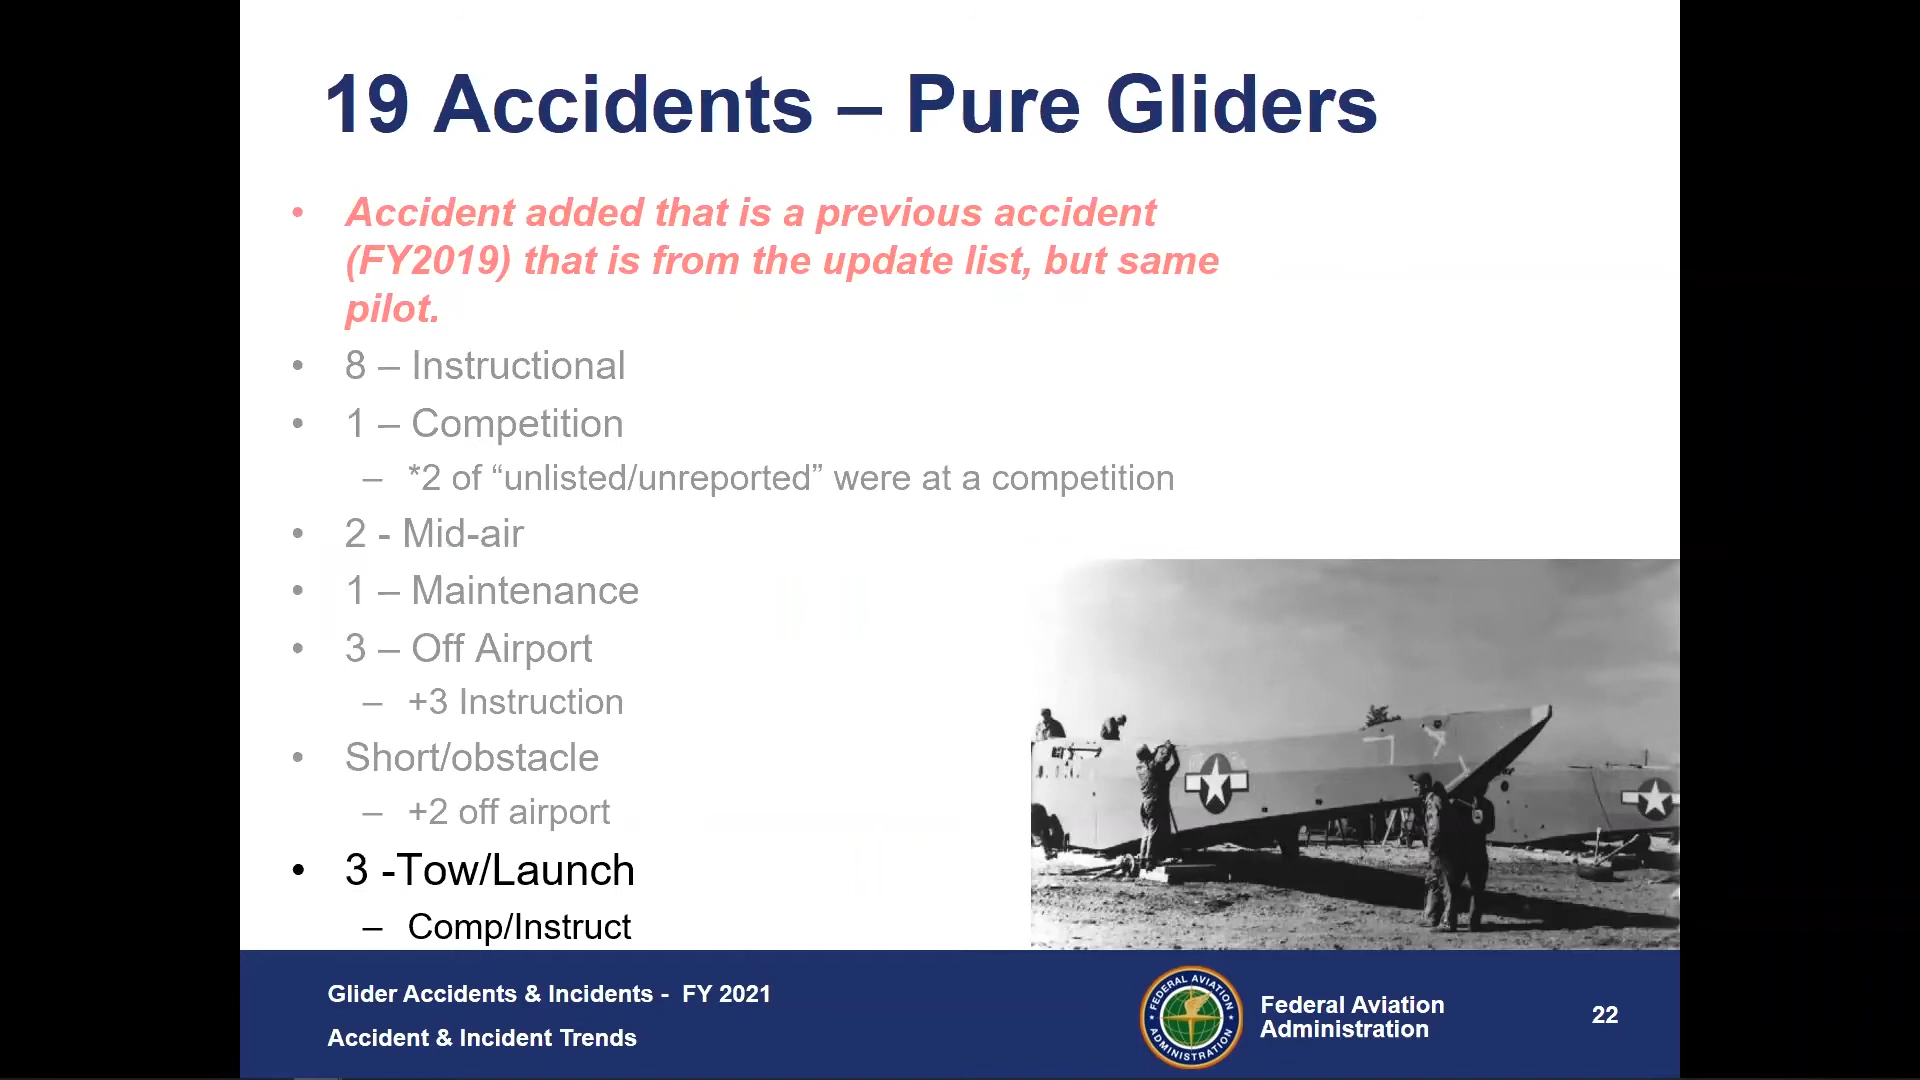 19 Accidents – Pure Gliders
• Accident added that is a previous accident
(FY2019) that is from the update list, but same
pilot.
• 8 – Instructional
• 1 – Competition
– *2 of “unlisted/unreported” were at a competition
• 2 - Mid-air
• 1 – Maintenance
• 3 – Off Airport
– +3 Instruction
• Short/obstacle
– +2 off airport
• 3 -Tow/Launch
– Comp/Instruct
Glider Accidents & Incidents - FY 2021
Accident & Incident Trends
FEDERAL AVIATION
ADMINISTRATION
Federal Aviation
Administration
22